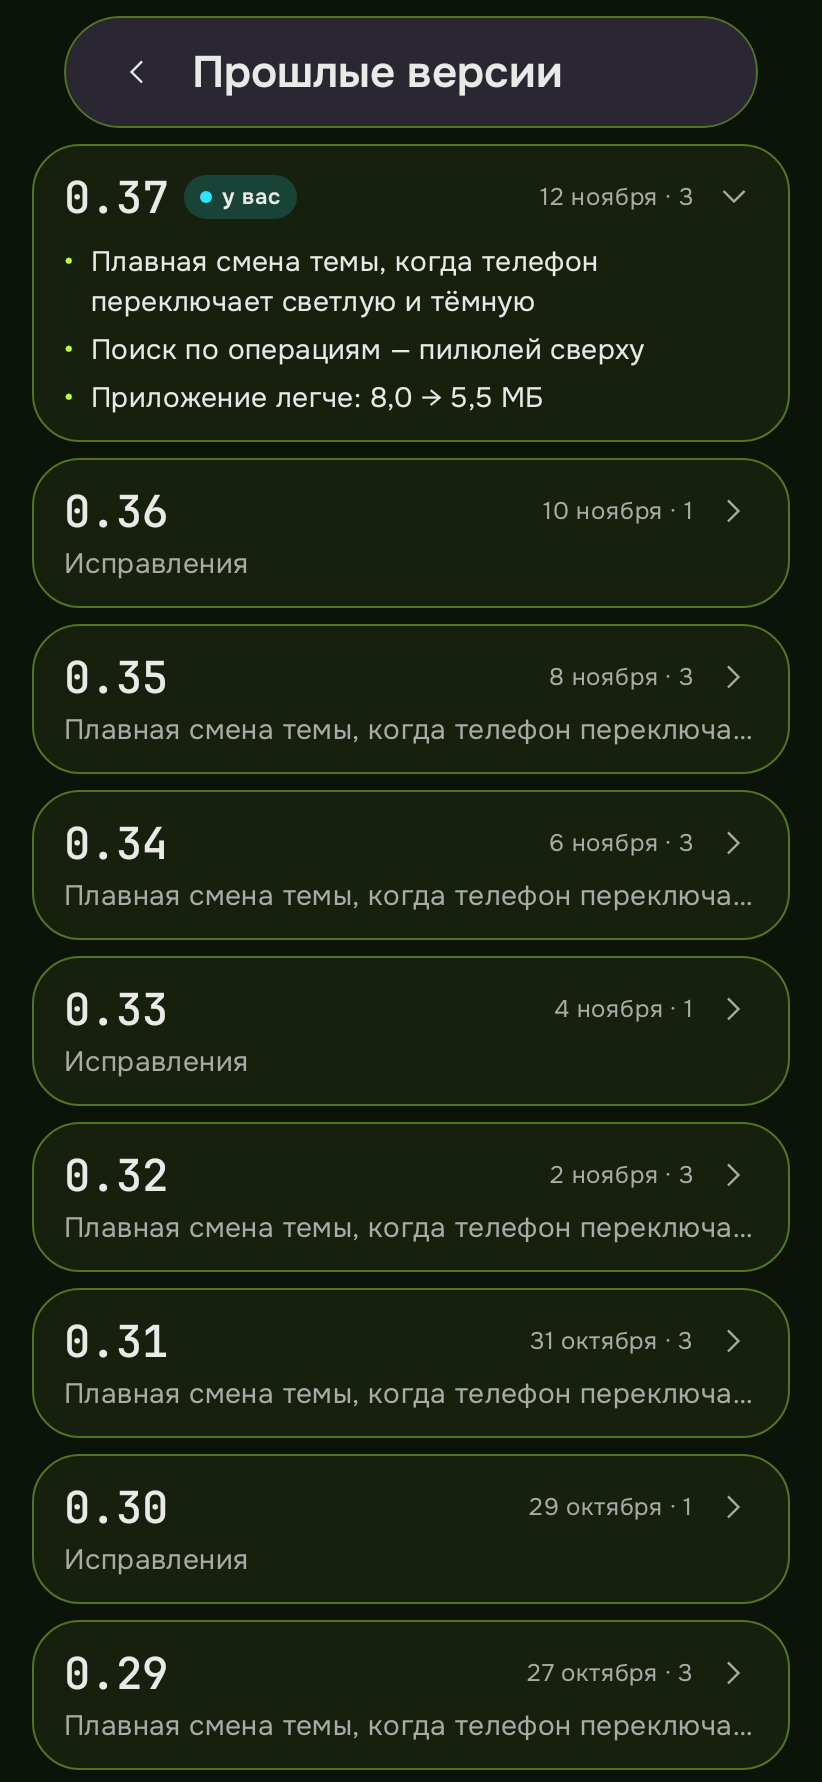 Прошлые версии
0.37 у вас 12 ноября · 3
• Плавная смена темы, когда телефон
переключает светлую и тёмную
• Поиск по операциям — пилюлей сверху
• Приложение легче: 8,0 → 5,5 МБ
0.36 10 ноября · 1
Исправления
0.35 8 ноября · 3
Плавная смена темы, когда телефон переключа...
0.34 6 ноября · 3
Плавная смена темы, когда телефон переключа...
0.33 4 ноября · 1
Исправления
0.32 2 ноября · 3
Плавная смена темы, когда телефон переключа...
0.31 31 октября · 3
Плавная смена темы, когда телефон переключа...
0.30 29 октября · 1
Исправления
0.29 27 октября · 3
Плавная смена темы, когда телефон переключа...